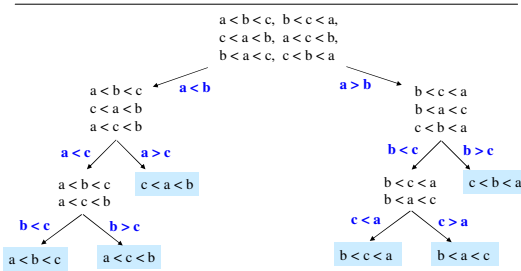 a < b < c, b < c < a,
c < a < b, a < c < b,
b < a < c, c < b < a
a < b
a > b
a < b < c
c < a < b
a < c < b
b < c < a
b < a < c
c < b < a
a < c
a > c
b < c
b > c
a < b < c
a < c < b
c < a < b
b < c < a
b < a < c
c < b < a
b < c
b > c
c < a
c > a
a < b < c
a < c < b
b < c < a
b < a < c